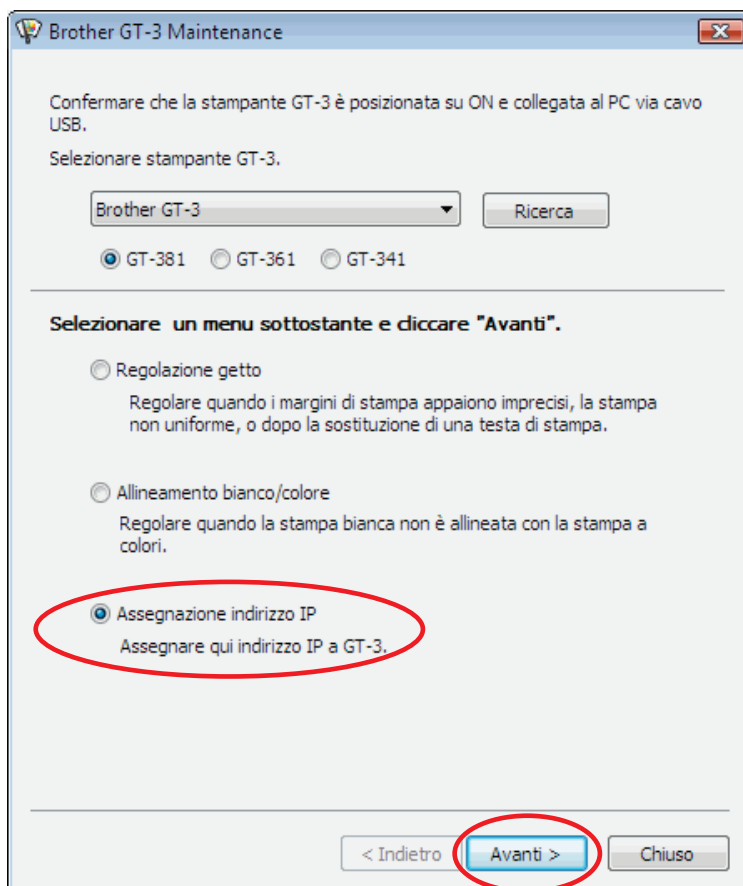 Brother GT-3 Maintenance
Confermare che la stampante GT-3 è posizionata su ON e collegata al PC via cavo
USB.
Selezionare stampante GT-3.
Brother GT-3
Ricerca
GT-381 GT-361 GT-341
Selezionare un menu sottostante e cliccare "Avanti".
Regolazione getto
Regolare quando i margini di stampa appaiono imprecisi, la stampa
non uniforme, o dopo la sostituzione di una testa di stampa.
Allineamento bianco/colore
Regolare quando la stampa bianca non è allineata con la stampa a
colori.
Assegnazione indirizzo IP
Assegnare qui indirizzo IP a GT-3.
< Indietro Avanti > Chiuso